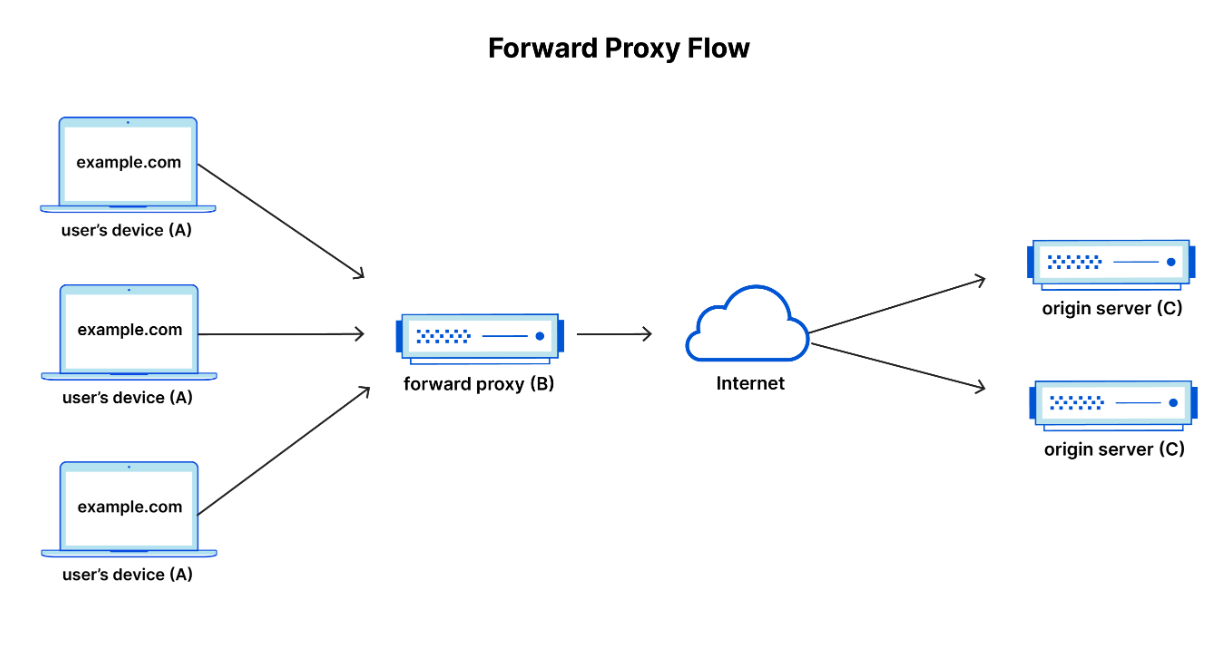 Forward Proxy Flow
example.com
user's device (A)
example.com
user's device (A)
example.com
user's device (A)
forward proxy (B)
Internet
origin server (C)
origin server (C)